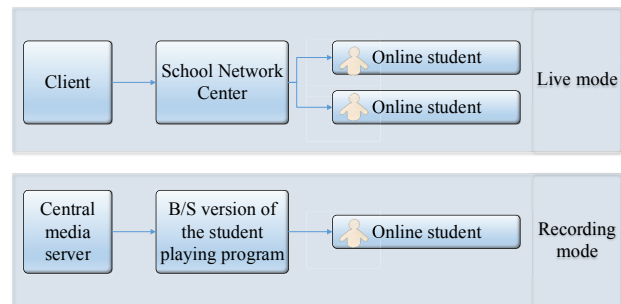 Client
School Network
Center
Online student
Online student
Live mode
Central
media
server
B/S version of
the student
playing program
Online student
Recording
mode